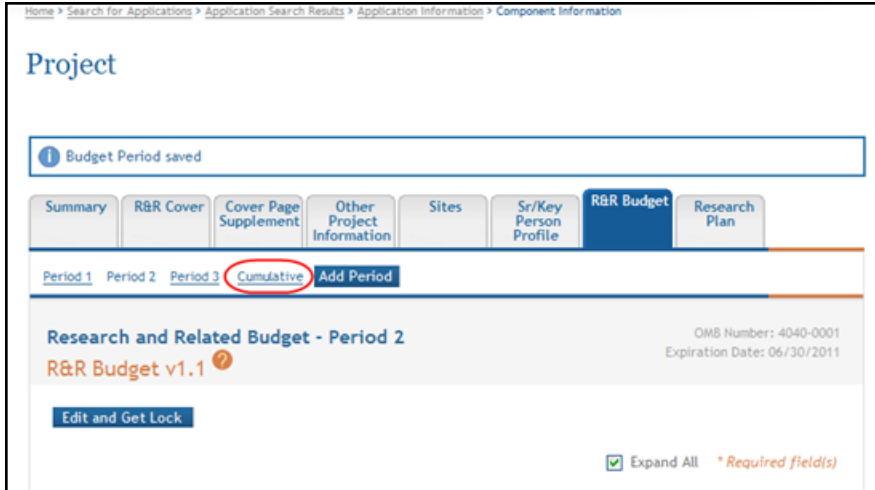 Home > Search for Applications > Application Search Results > Application Information > Component Information
Project
i Budget Period saved
Summary
R&R Cover
Cover Page
Supplement
Other
Project
Information
Sites
Sr/Key
Person
Profile
R&R Budget
Research
Plan
Period 1 Period 2 Period 3 Cumulative Add Period
Research and Related Budget - Period 2
OMB Number: 4040-0001
R&R Budget v1.1 ?
Expiration Date: 06/30/2011
Edit and Get Lock
Expand All * Required field(s)